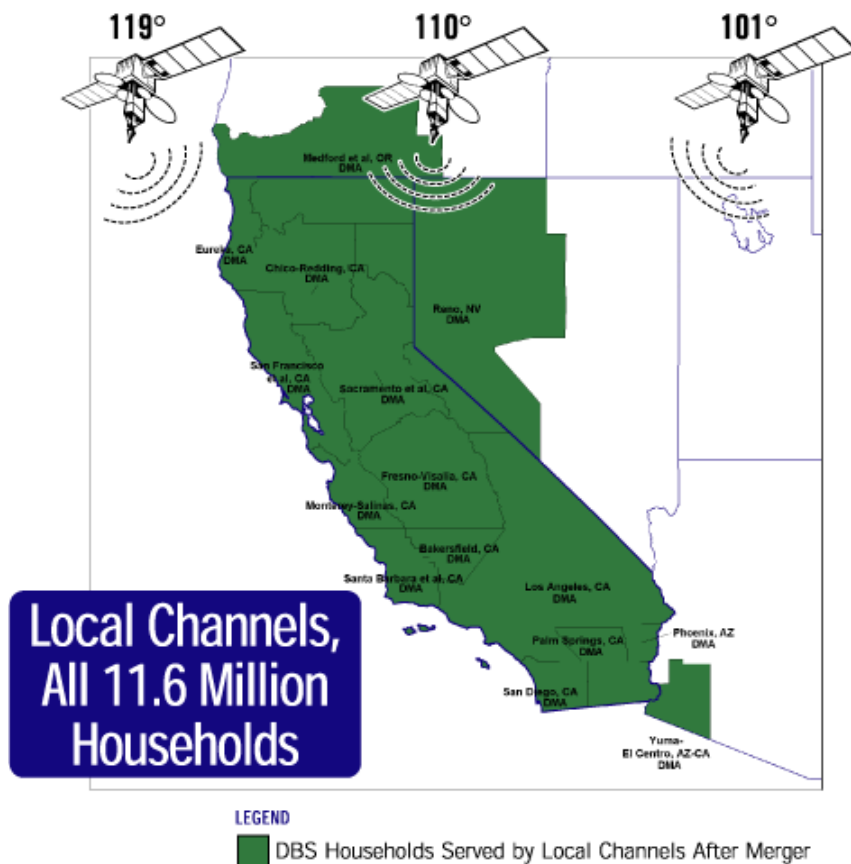 119°
110°
101°
Medford et al, OR
DMA
Eureka, CA
DMA
Chico-Redding, CA
DMA
Reno, NV
DMA
San Francisco
et al, CA
DMA
Sacramento et al, CA
DMA
Fresno-Visalia, CA
DMA
Monterey-Salinas, CA
DMA
Bakersfield, CA
DMA
Santa Barbara et al, CA
DMA
Los Angeles, CA
DMA
Palm Springs, CA
DMA
Phoenix, AZ
DMA
San Diego, CA
DMA
Yuma-
El Centro, AZ-CA
DMA
Local Channels,
All 11.6 Million
Households
LEGEND
DBS Households Served by Local Channels After Merger